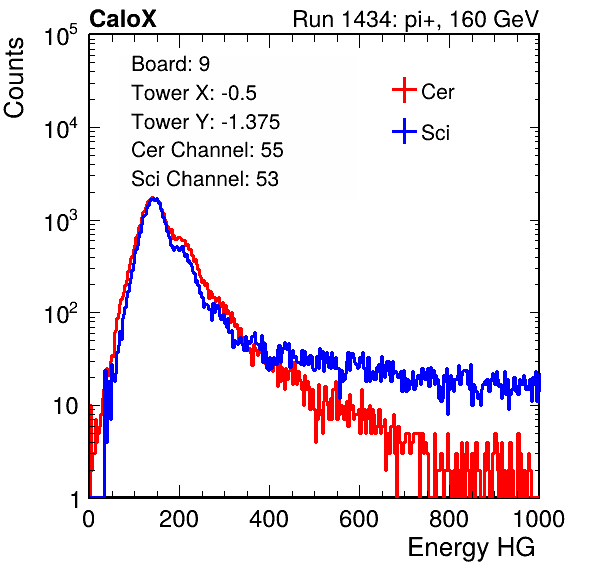 CaloX Run 1434: pi+, 160 GeV
Counts
Board: 9
Tower X: -0.5
Tower Y: -1.375
Cer Channel: 55
Sci Channel: 53
Cer
Sci
10^5
10^4
10^3
10^2
10
1
0 200 400 600 800 1000
Energy HG